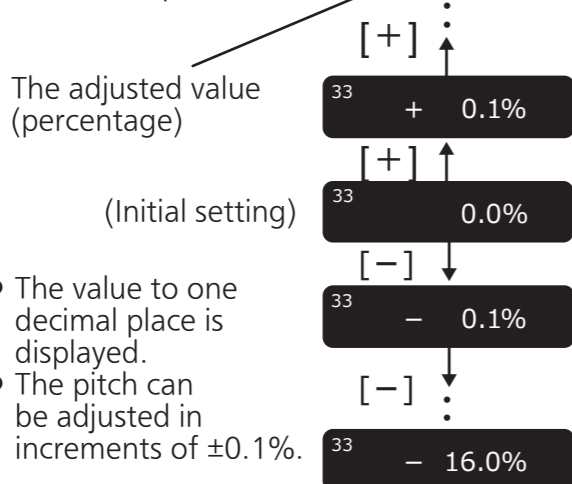 [+]
The adjusted value
(percentage)
33
+ 0.1%
[+]
(Initial setting)
33
0.0%
[−]
• The value to one
decimal place is
displayed.
33
− 0.1%
• The pitch can
be adjusted in
increments of ±0.1%.
[−]
33
− 16.0%